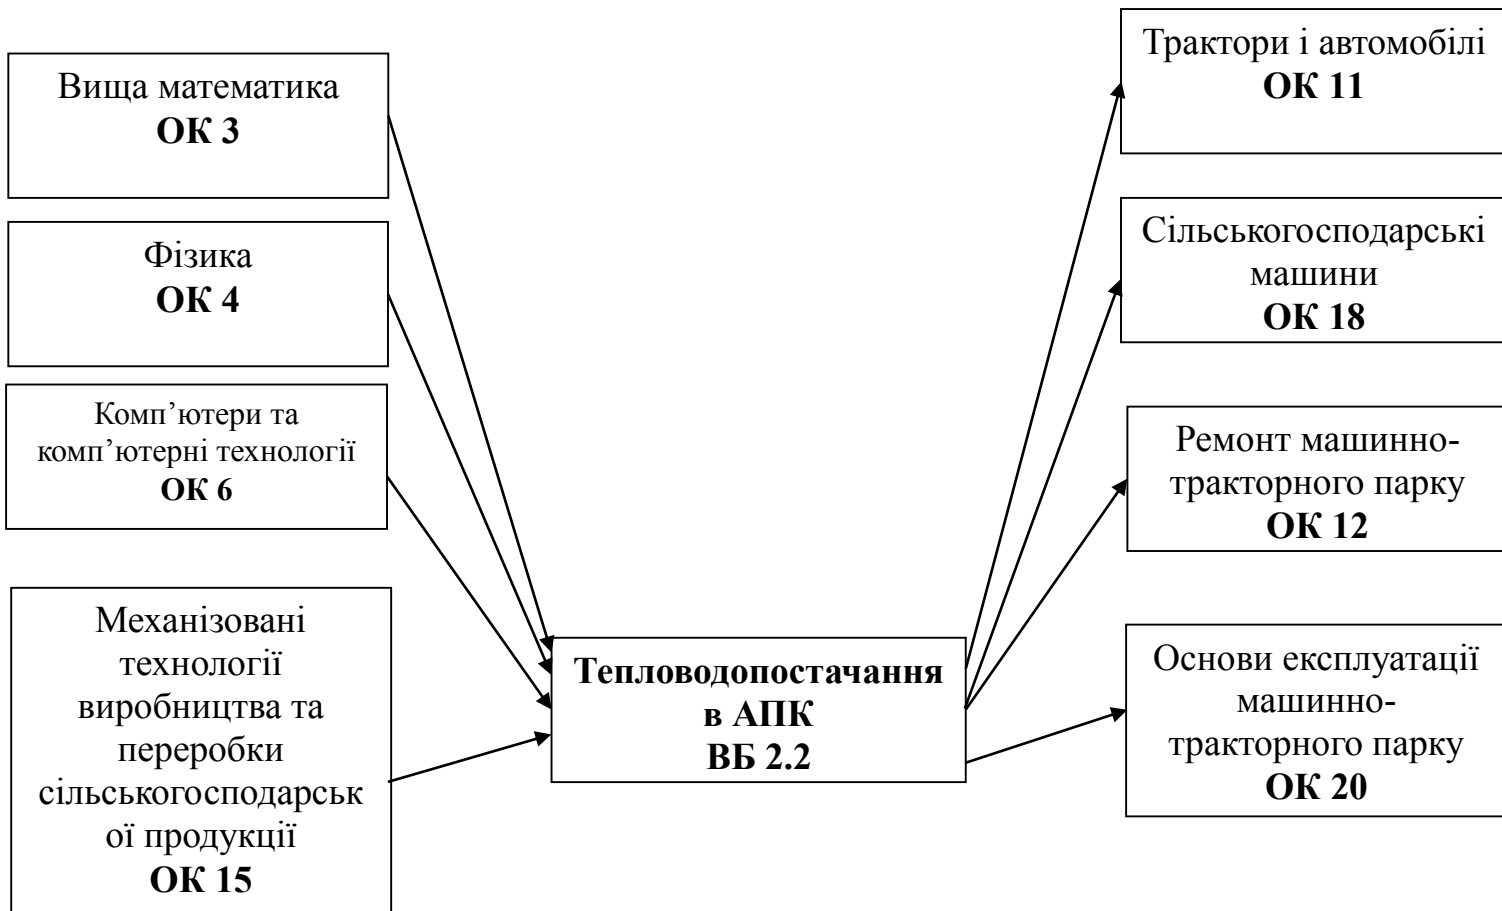 Вища математика
ОК 3
Фізика
ОК 4
Комп’ютери та
комп’ютерні технології
ОК 6
Механізовані
технології
виробництва та
переробки
сільськогосподарськ
ої продукції
ОК 15
Тепловодопостачання
в АПК
ВБ 2.2
Трактори і автомобілі
ОК 11
Сільськогосподарські
машини
ОК 18
Ремонт машинно-
тракторного парку
ОК 12
Основи експлуатації
машинно-
тракторного парку
ОК 20